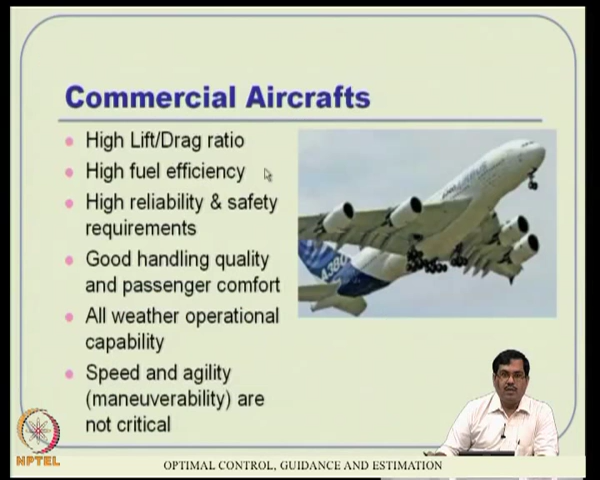 Commercial Aircrafts
High Lift/Drag ratio
High fuel efficiency
High reliability & safety
requirements
Good handling quality
and passenger comfort
All weather operational
capability
Speed and agility
(maneuverability) are
not critical
A380
NPTEL
OPTIMAL CONTROL, GUIDANCE AND ESTIMATION